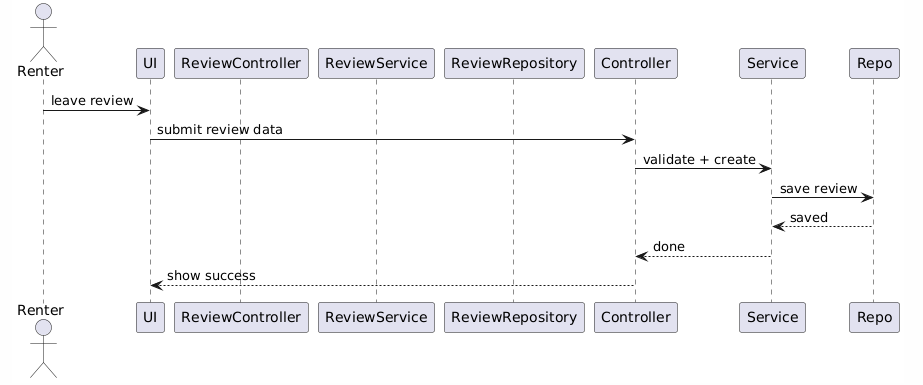 Renter
UI
ReviewController
ReviewService
ReviewRepository
Controller
Service
Repo
leave review
submit review data
validate + create
save review
saved
done
show success
Renter
UI
ReviewController
ReviewService
ReviewRepository
Controller
Service
Repo